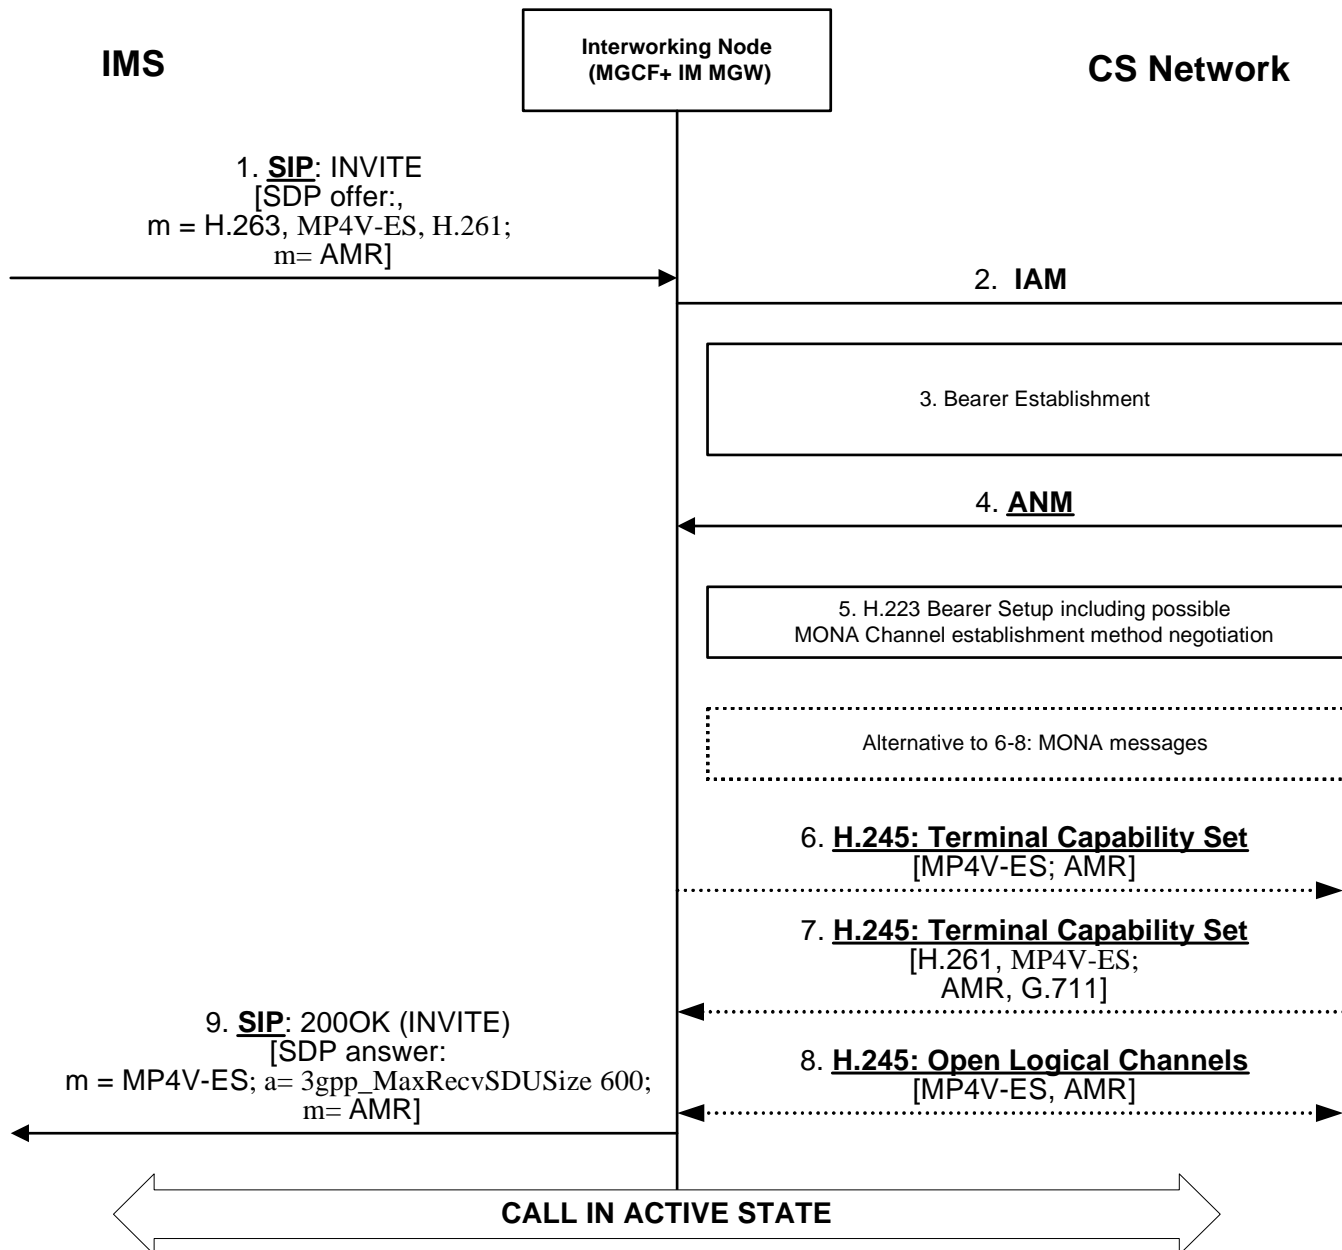 IMS
Interworking Node
(MGCF+ IM MGW)
CS Network
1. SIP: INVITE
[SDP offer:,
m = H.263, MP4V-ES, H.261;
m= AMR]
2. IAM
3. Bearer Establishment
4. ANM
5. H.223 Bearer Setup including possible
MONA Channel establishment method negotiation
Alternative to 6-8: MONA messages
6. H.245: Terminal Capability Set
[MP4V-ES; AMR]
7. H.245: Terminal Capability Set
[H.261, MP4V-ES;
AMR, G.711]
8. H.245: Open Logical Channels
[MP4V-ES, AMR]
9. SIP: 200OK (INVITE)
[SDP answer:
m = MP4V-ES; a= 3gpp_MaxRecvSDUSize 600;
m= AMR]
CALL IN ACTIVE STATE